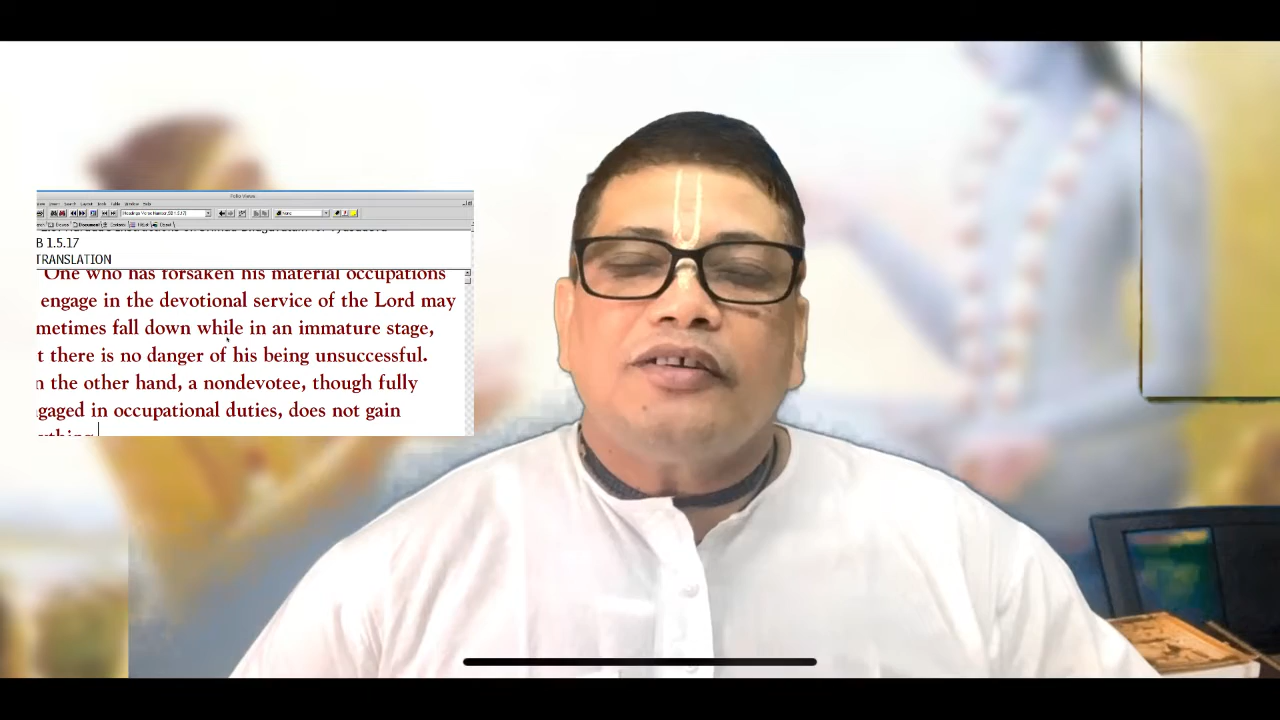 Folio Views
B 1.5.17
TRANSLATION
One who has forsaken his material occupations
engage in the devotional service of the Lord may
metimes fall down while in an immature stage,
t there is no danger of his being unsuccessful.
n the other hand, a nondevotee, though fully
gaged in occupational duties, does not gain